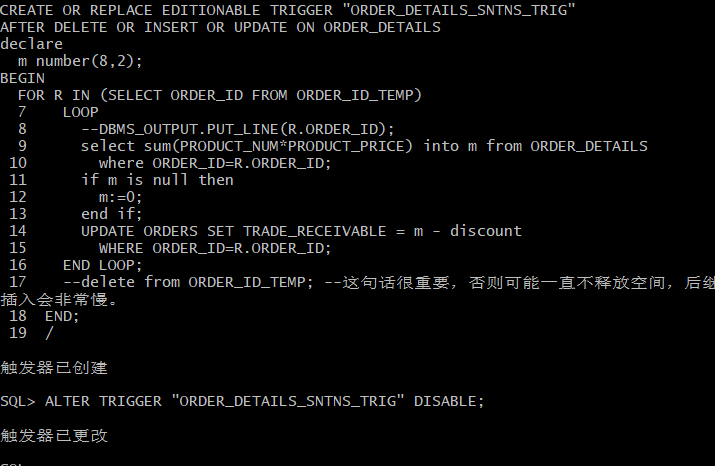 CREATE OR REPLACE EDITIONABLE TRIGGER "ORDER_DETAILS_SNTNS_TRIG"
AFTER DELETE OR INSERT OR UPDATE ON ORDER_DETAILS
declare
  m number(8,2);
BEGIN
  FOR R IN (SELECT ORDER_ID FROM ORDER_ID_TEMP)
  7    LOOP
  8      --DBMS_OUTPUT.PUT_LINE(R.ORDER_ID);
  9      select sum(PRODUCT_NUM*PRODUCT_PRICE) into m from ORDER_DETAILS
 10        where ORDER_ID=R.ORDER_ID;
 11      if m is null then
 12        m:=0;
 13      end if;
 14      UPDATE ORDERS SET TRADE_RECEIVABLE = m - discount
 15        WHERE ORDER_ID=R.ORDER_ID;
 16    END LOOP;
 17    --delete from ORDER_ID_TEMP; --这句话很重要，否则可能一直不释放空间，后继
插入会非常慢。
 18  END;
 19  /
触发器已创建
SQL> ALTER TRIGGER "ORDER_DETAILS_SNTNS_TRIG" DISABLE;
触发器已更改